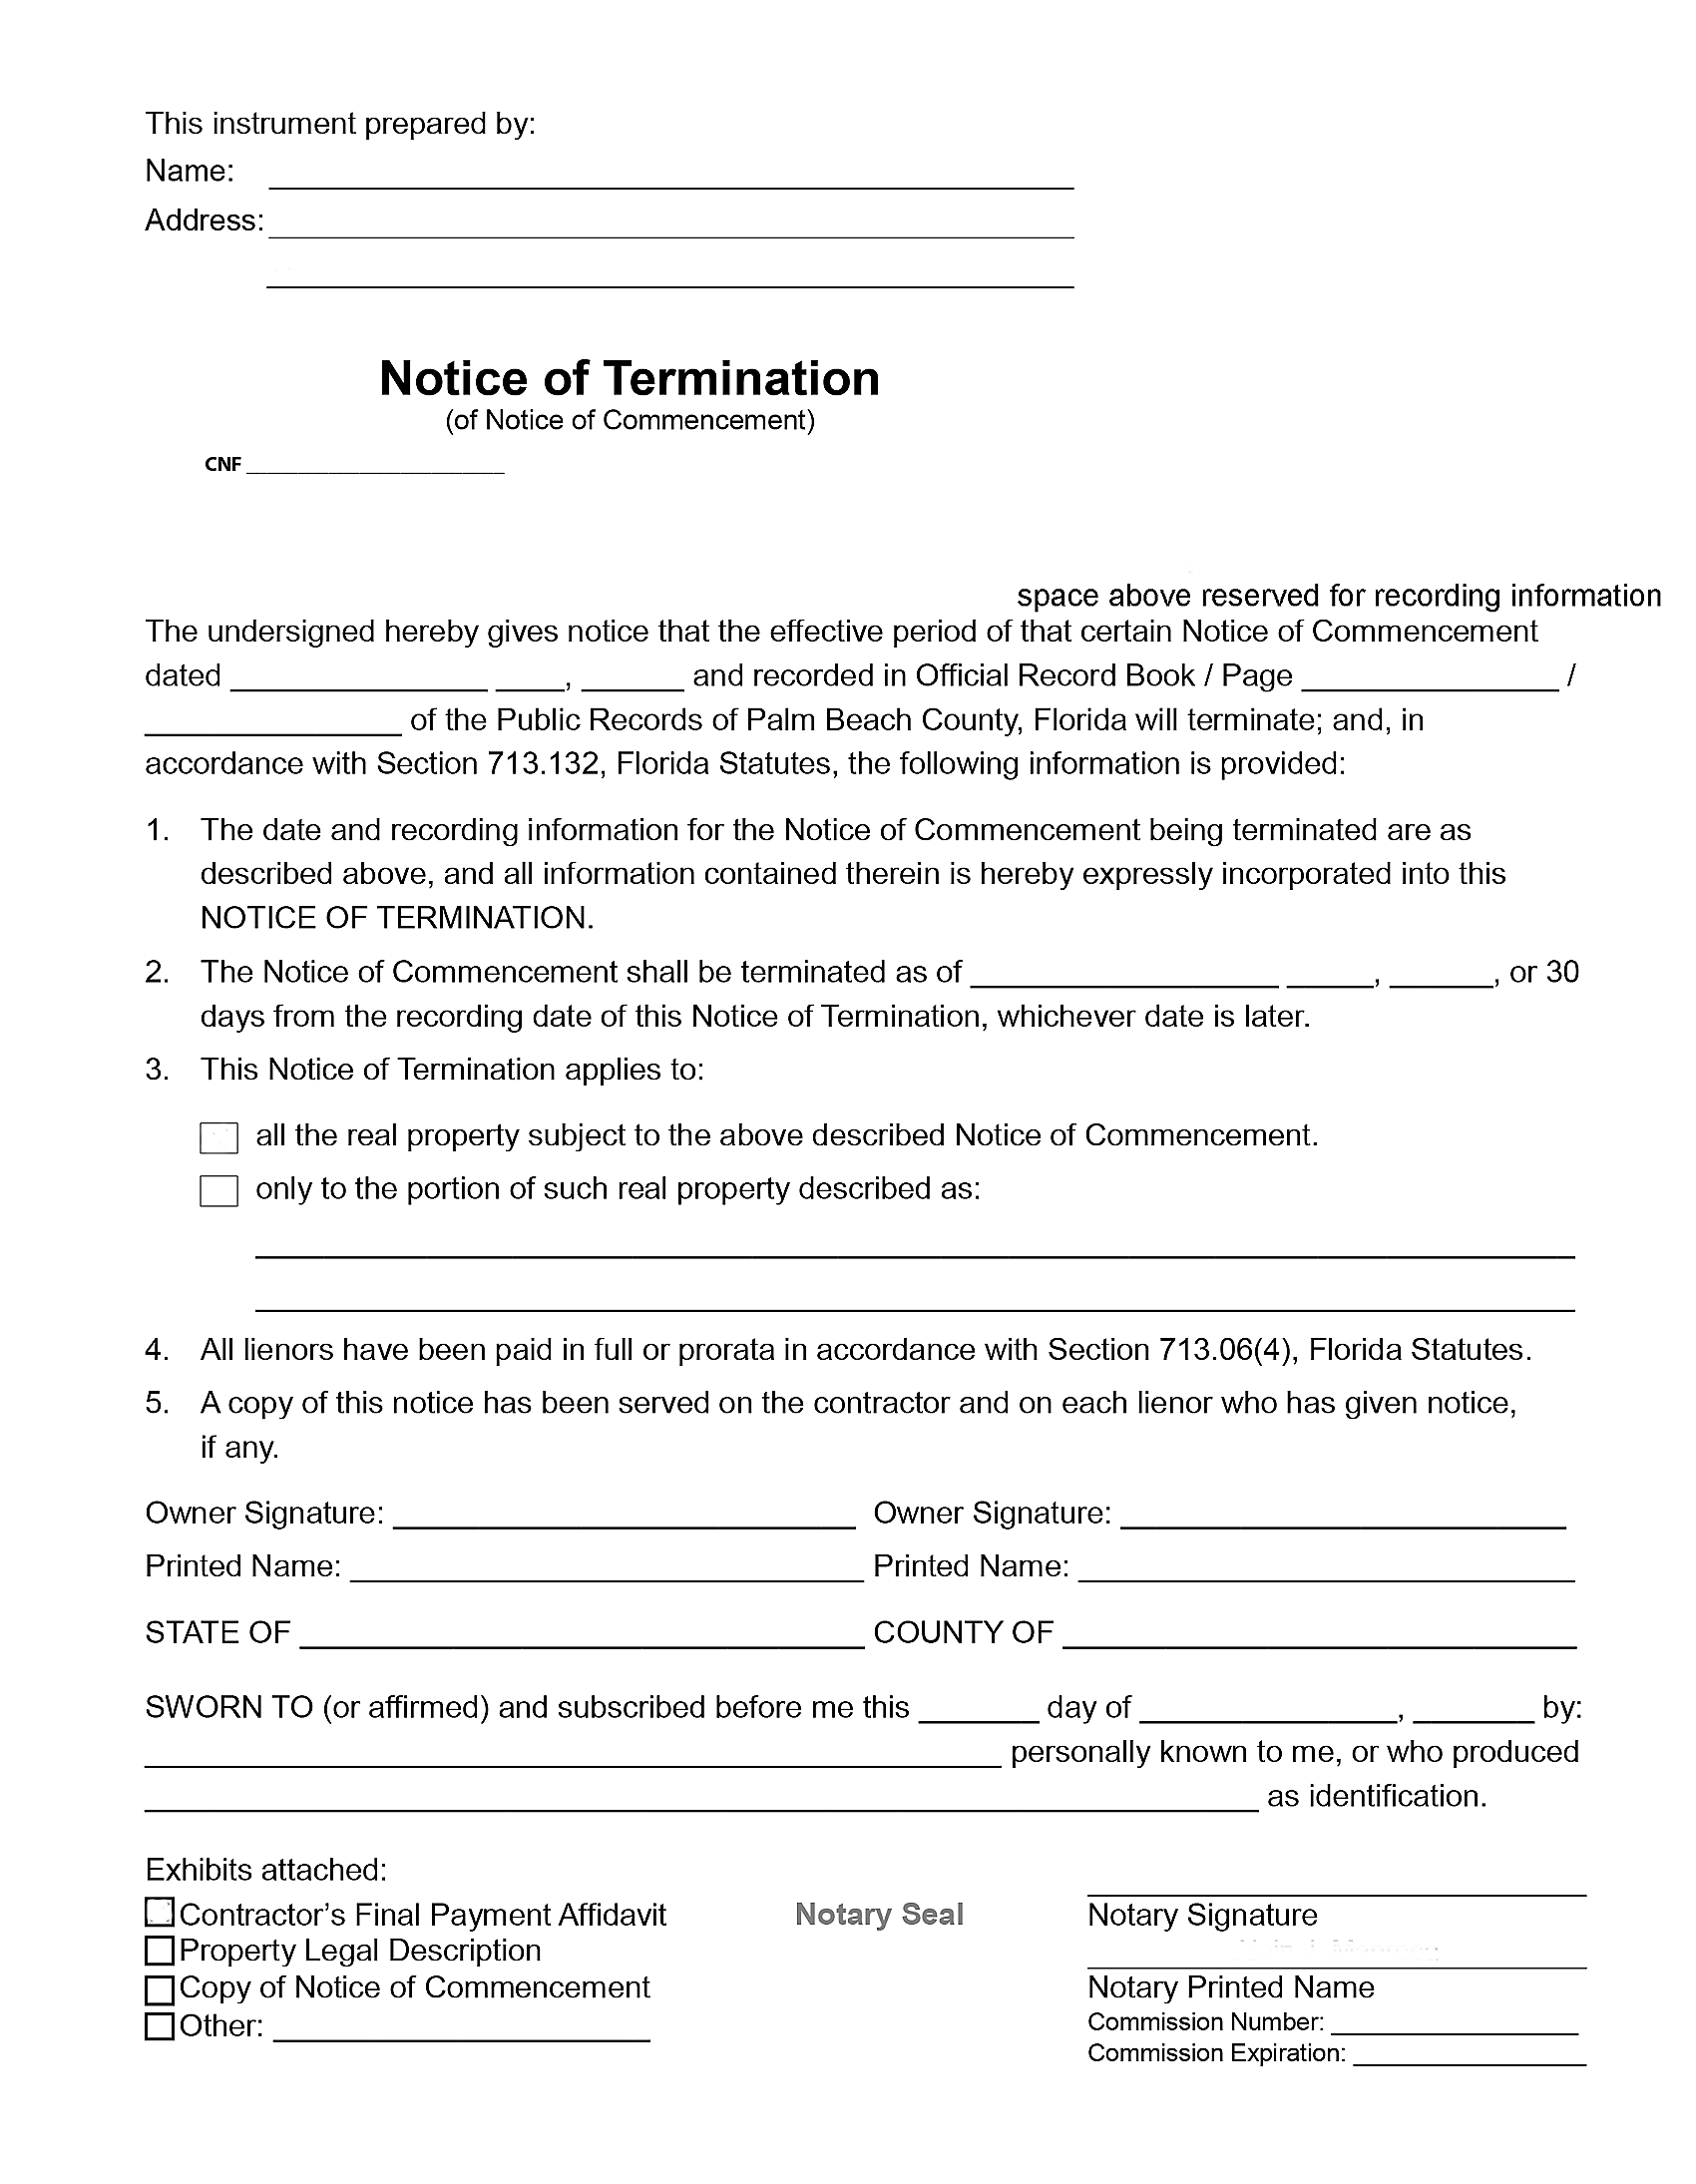 This instrument prepared by:
Name:
Address:
Notice of Termination
(of Notice of Commencement)
CNF
space above reserved for recording information
The undersigned hereby gives notice that the effective period of that certain Notice of Commencement
dated _______________ ____, ______ and recorded in Official Record Book / Page _______________ /
_______________ of the Public Records of Palm Beach County, Florida will terminate; and, in
accordance with Section 713.132, Florida Statutes, the following information is provided:
1. The date and recording information for the Notice of Commencement being terminated are as
described above, and all information contained therein is hereby expressly incorporated into this
NOTICE OF TERMINATION.
2. The Notice of Commencement shall be terminated as of __________________ _____, ______, or 30
days from the recording date of this Notice of Termination, whichever date is later.
3. This Notice of Termination applies to:
all the real property subject to the above described Notice of Commencement.
only to the portion of such real property described as:
4. All lienors have been paid in full or prorata in accordance with Section 713.06(4), Florida Statutes.
5. A copy of this notice has been served on the contractor and on each lienor who has given notice,
if any.
Owner Signature: ___________________________ Owner Signature: __________________________
Printed Name: ______________________________ Printed Name: _____________________________
STATE OF _________________________________ COUNTY OF ______________________________
SWORN TO (or affirmed) and subscribed before me this _______ day of _______________, _______ by:
__________________________________________________ personally known to me, or who produced
_________________________________________________________________ as identification.
Exhibits attached:
Contractor’s Final Payment Affidavit
Property Legal Description
Copy of Notice of Commencement
Other: ______________________
Notary Seal
Notary Signature
Notary Printed Name
Commission Number: __________________
Commission Expiration: _________________